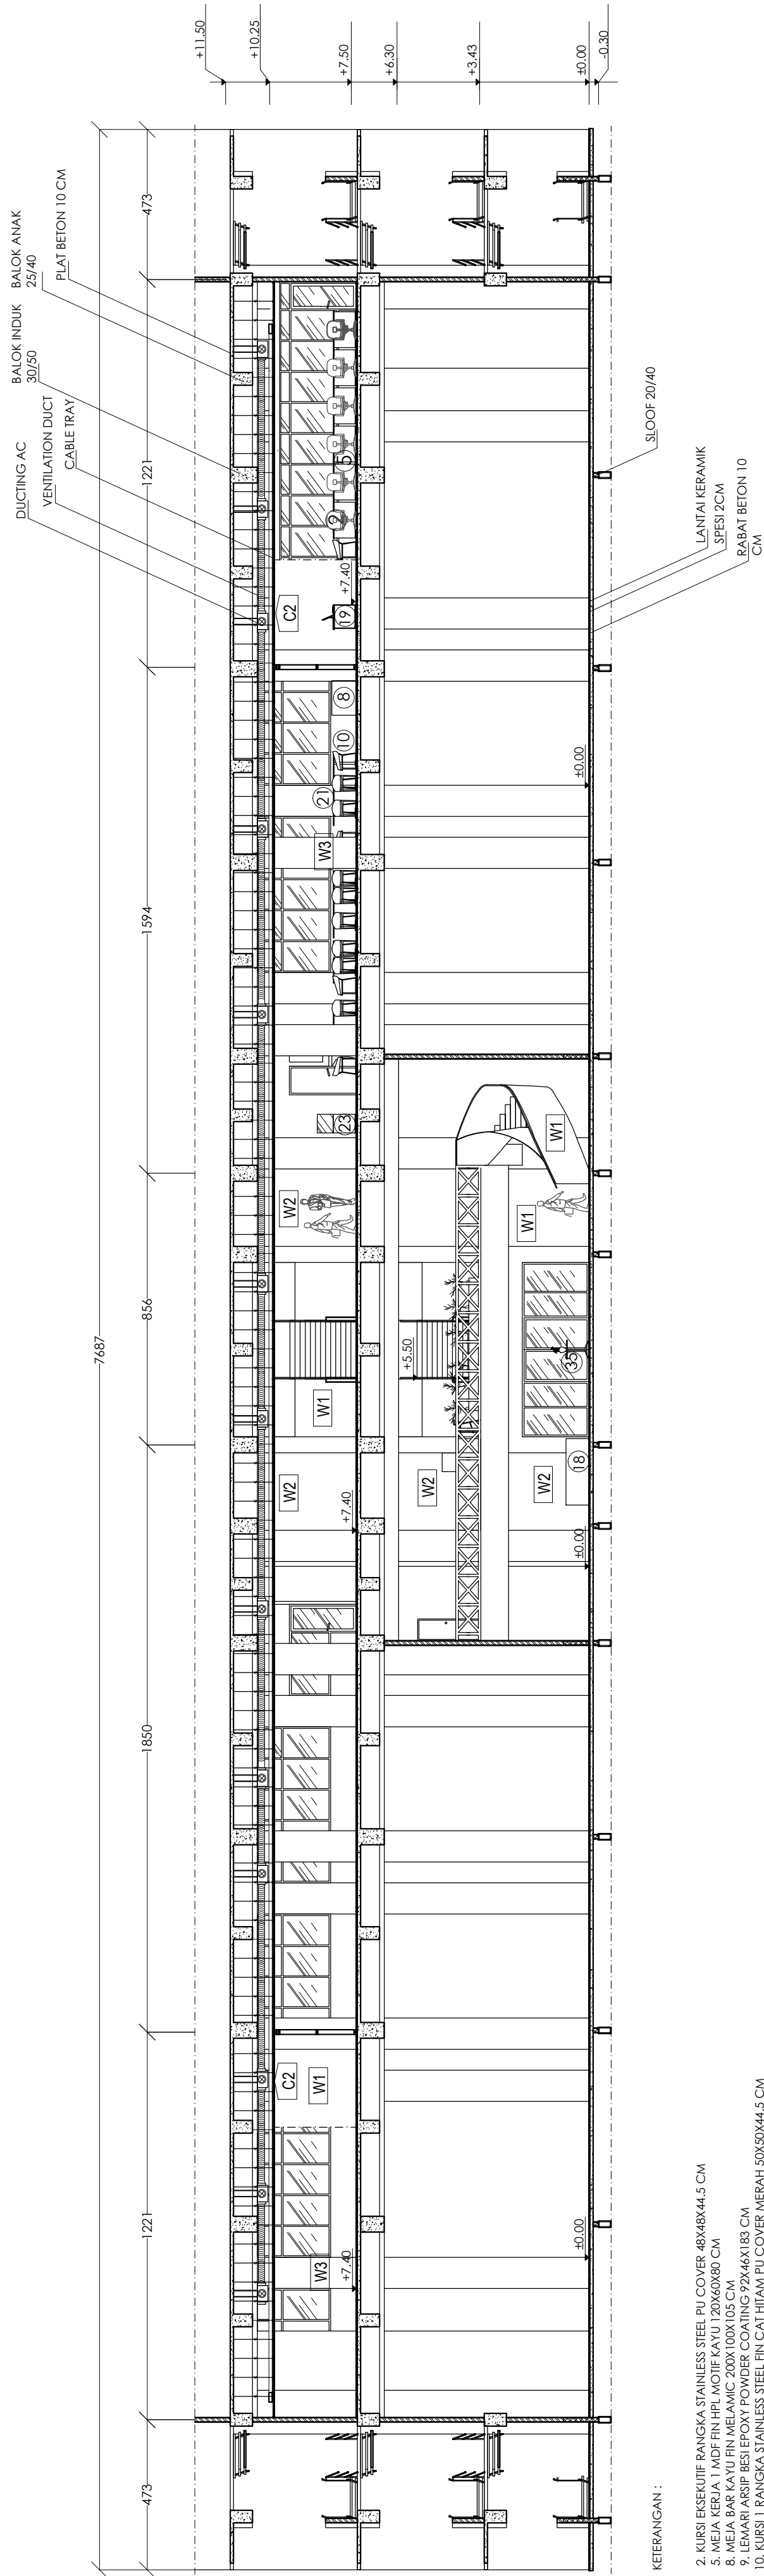 BALOK INDUK
30/50
BALOK ANAK
25/40
DUCTING AC
VENTILATION DUCT
CABLE TRAY
PLAT BETON 10 CM
7687
473
1221
1850
856
1594
1221
473
+11.50
+10.25
+7.50
+6.30
+3.43
±0.00
-0.30
W3
+7.40
C2
W1
+7.40
W2
W1
W2
23
W3
21
10
8
C2
19
+7.40
2
5
±0.00
±0.00
W2
W2
18
+5.50
35
W1
W1
±0.00
SLOOF 20/40
LANTAI KERAMIK
SPESI 2CM
RABAT BETON 10
CM
KETERANGAN :
2. KURSI EKSEKUTIF RANGKA STAINLESS STEEL PU COVER 48X48X44.5 CM
5. MEJA KERJA 1 MDF FIN HPL MOTIF KAYU 120X60X80 CM
8. MEJA BAR KAYU FIN MELAMIC 200X100X105 CM
9. LEMARI ARSIP BESI EPOXY POWDER COATING 92X46X183 CM
10. KURSI 1 RANGKA STAINLESS STEEL FIN CAT HITAM PU COVER MERAH 50X50X44.5 CM